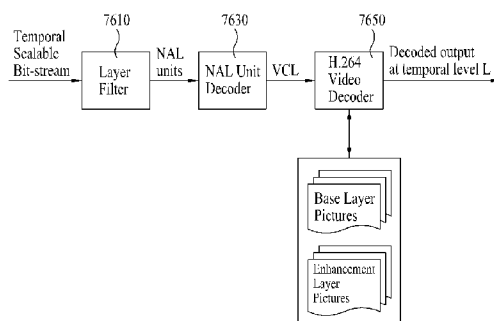 7610
7630
7650
Temporal
Scalable
Bit-stream
Layer
Filter
NAL
units
NAL Unit
Decoder
VCL
H.264
Video
Decoder
Decoded output
at temporal level L
Base Layer
Pictures
Enhancement
Layer
Pictures